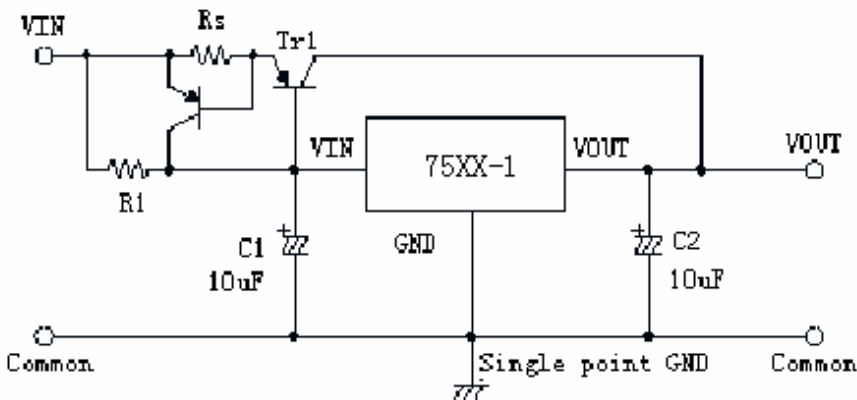 VIN
Rs
Tr1
R1
VIN
75XX-1
VOUT
VOUT
C1
10uF
GND
C2
10uF
Common
Single point GND
Common